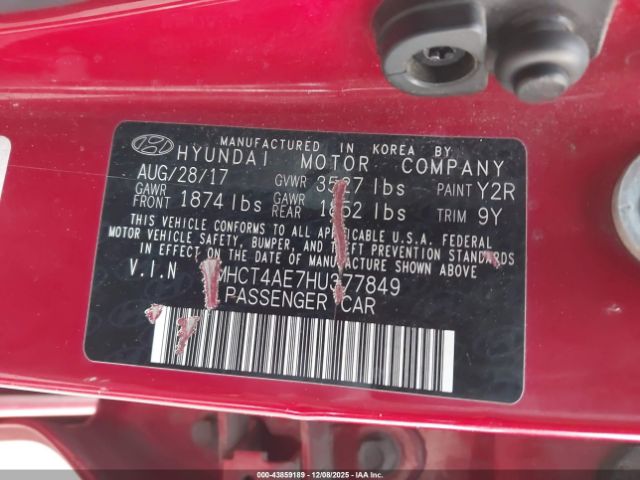 MANUFACTURED IN KOREA BY
HYUNDAI MOTOR COMPANY
AUG/28/17 GVWR lbs PAINT Y2R
GAWR FRONT 1874 lbs GAWR REAR lbs TRIM 9Y
THIS VEHICLE CONFORMS TO ALL APPLICABLE U.S.A. FEDERAL
MOTOR VEHICLE SAFETY, BUMPER, AND THEFT PREVENTION STANDARDS
IN EFFECT ON THE DATE OF MANUFACTURE SHOWN ABOVE.
V.I.N MHCT4AE7HU377849
PASSENGER CAR
000-43859189 - 12/08/2025 - IAA Inc.